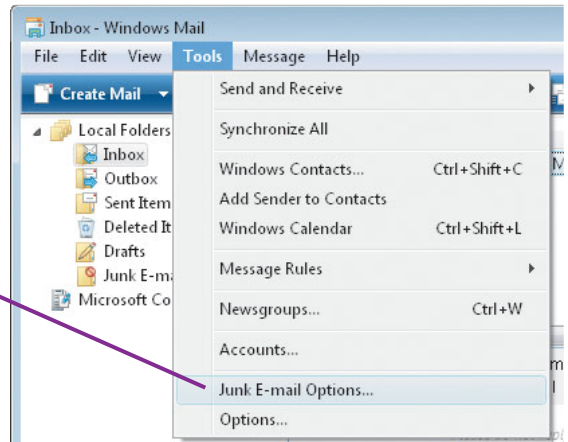 Inbox - Windows Mail
File Edit View Tools Message Help
Create Mail
Local Folders
Inbox
Outbox
Sent Item
Deleted It
Drafts
Junk E-ma
Microsoft Co
Send and Receive
Synchronize All
Windows Contacts... Ctrl+Shift+C
Add Sender to Contacts
Windows Calendar Ctrl+Shift+L
Message Rules
Newsgroups... Ctrl+W
Accounts...
Junk E-mail Options...
Options...